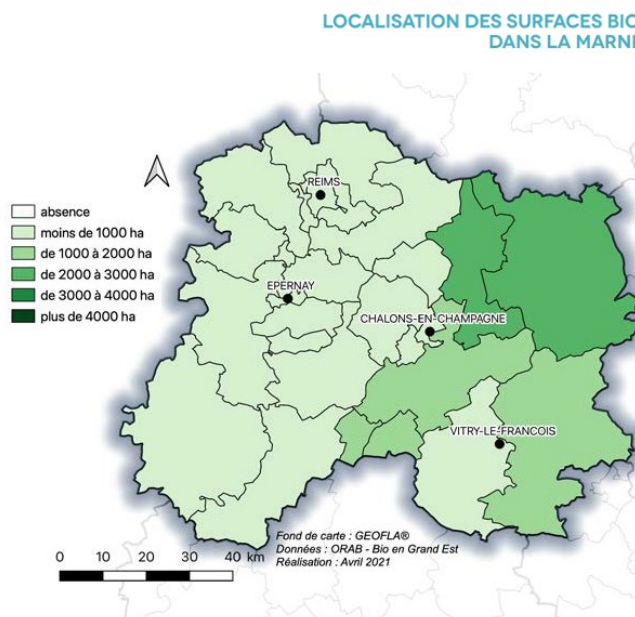 LOCALISATION DES SURFACES BIO
DANS LA MARNE
REIMS
absence
moins de 1000 ha
de 1000 à 2000 ha
de 2000 à 3000 ha
de 3000 à 4000 ha
plus de 4000 ha
EPERNAY
CHALONS-EN-CHAMPAGNE
VITRY-LE-FRANCOIS
Fond de carte : GEOFLA®
Données : ORAB - Bio en Grand Est
Réalisation : Avril 2021
0 10 20 30 40 km